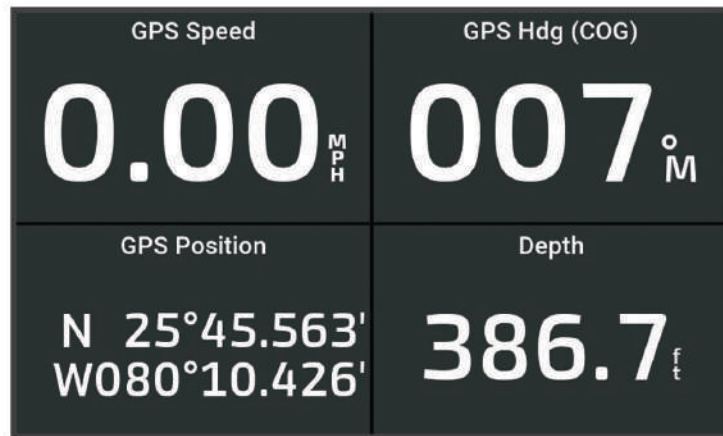 GPS Speed
0.00 MPH
GPS Hdg (COG)
007°M
GPS Position
N 25°45.563'
W080°10.426'
Depth
386.7 ft